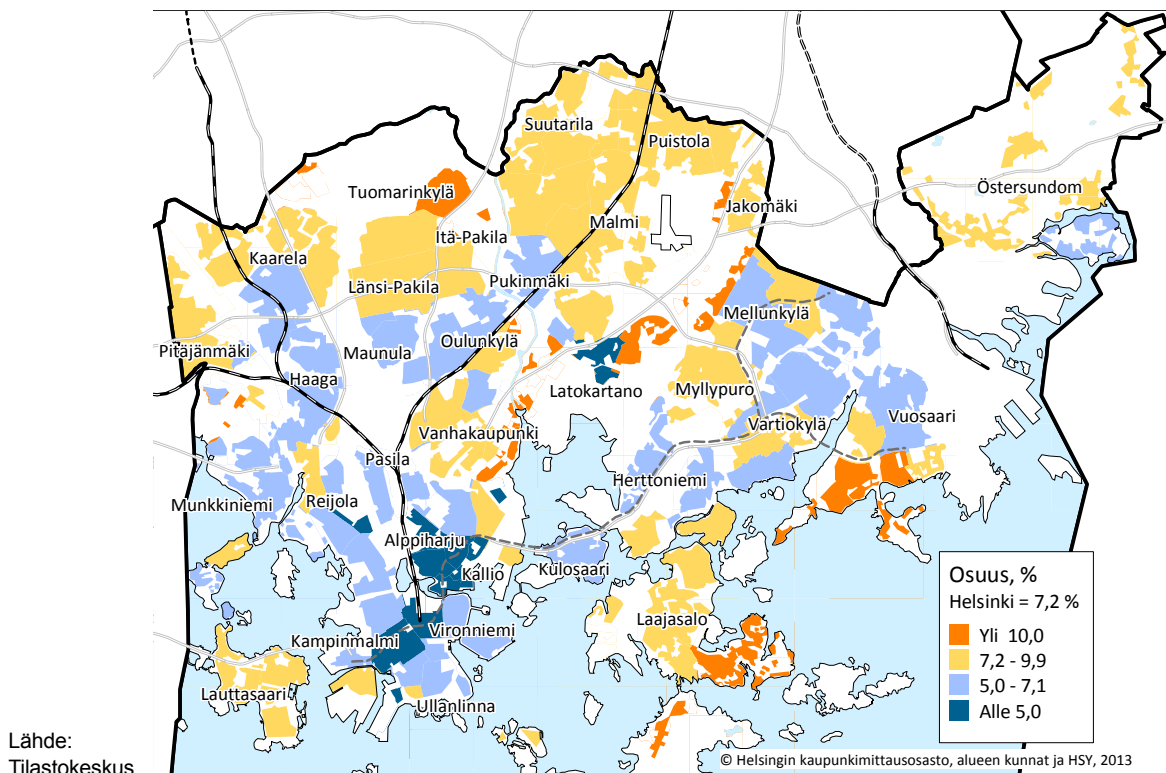 Suutarila
Puistola
Tuomarinkylä
Östersundom
Jakomäki
Malmi
Itä-Pakila
Kaarela
Pukinmäki
Länsi-Pakila
Mellunkylä
Oulunkylä
Pitäjänmäki
Maunula
Haaga
Latokartano
Myllypuro
Vuosaari
Vartiokylä
Vanhakaupunki
Pasila
Herttoniemi
Munkkiniemi
Reijola
Alppiharju
Kallio
Kulosaari
Laajasalo
Vironniemi
Kampinmalmi
Lauttasaari
Ullanlinna
Osuus, %
Helsinki = 7,2 %
Yli 10,0
7,2 - 9,9
5,0 - 7,1
Alle 5,0
Lähde:
Tilastokeskus
© Helsingin kaupunkimittausosasto, alueen kunnat ja HSY, 2013